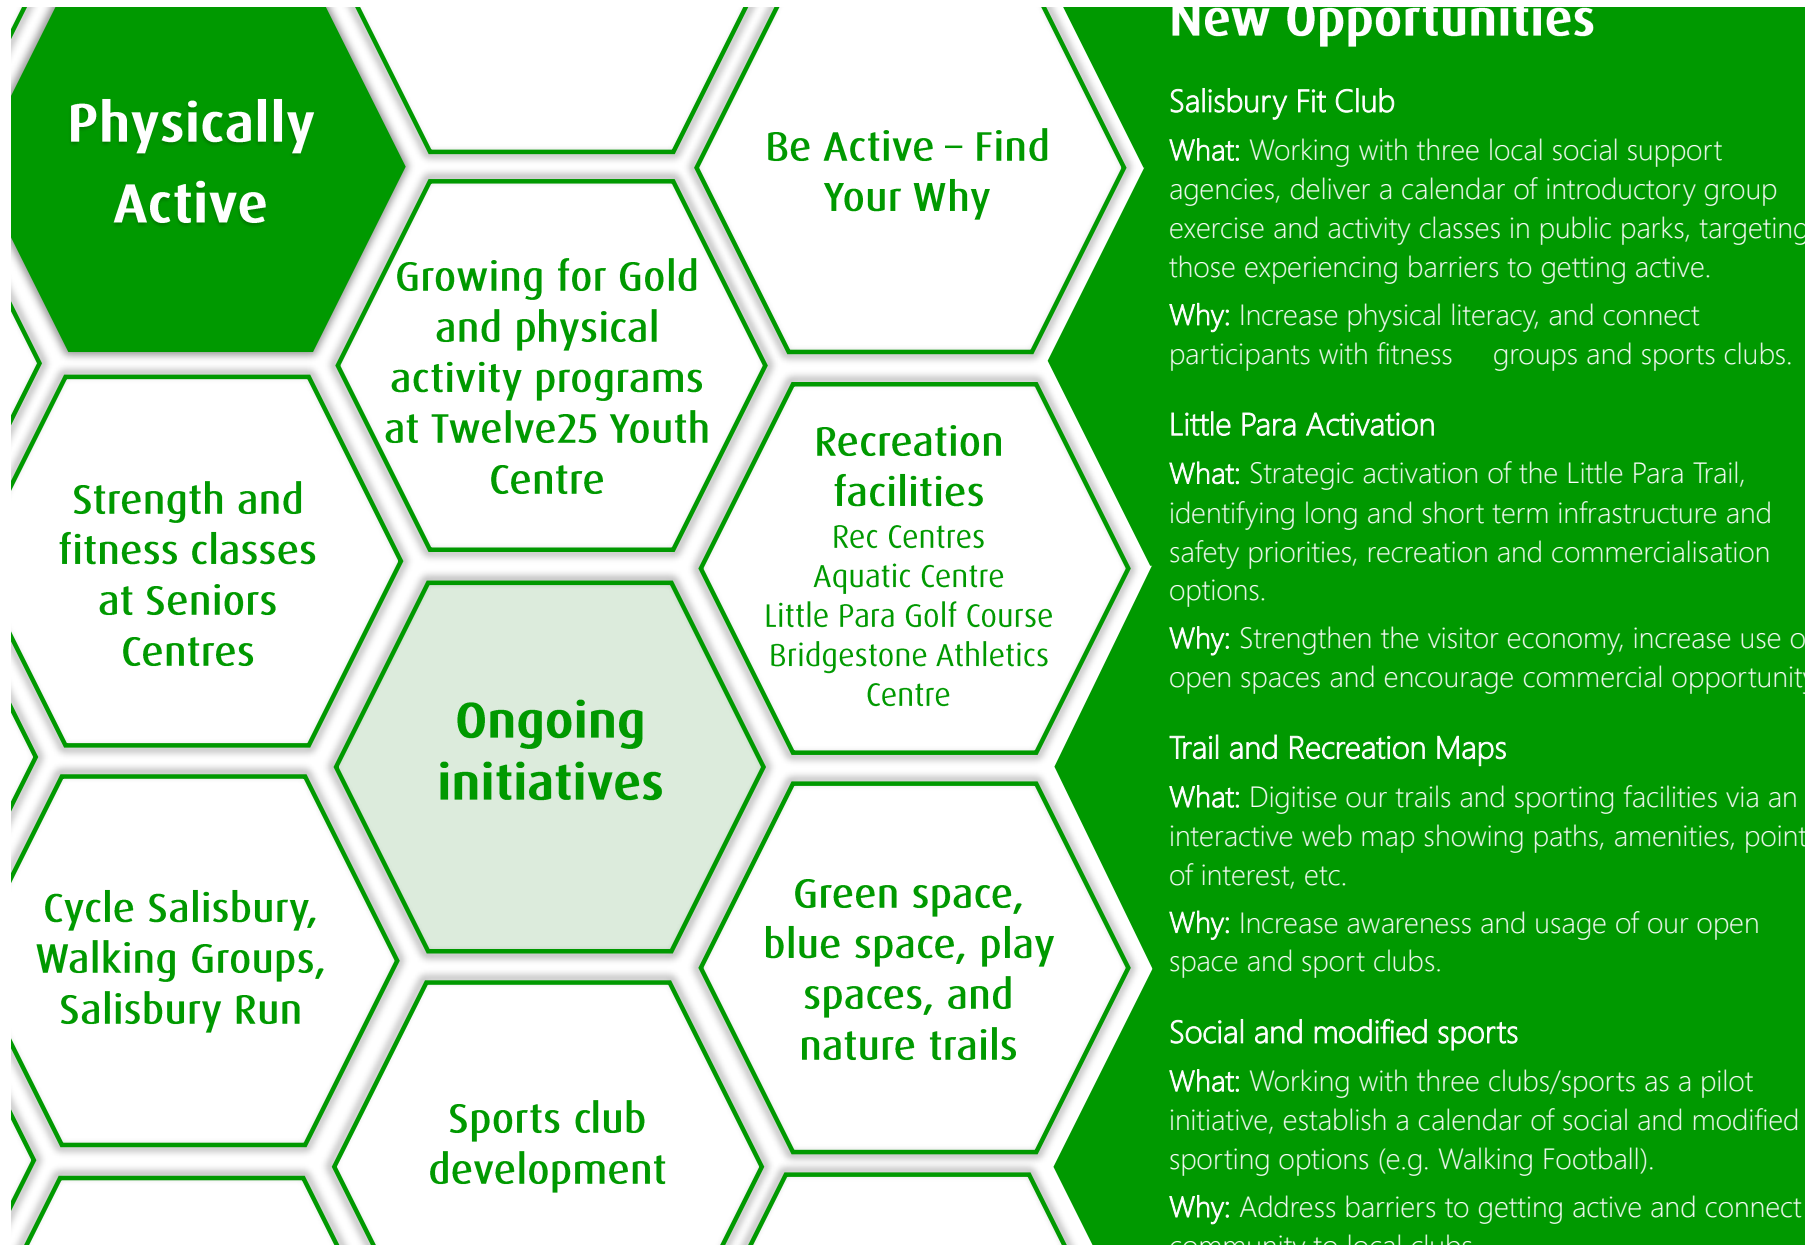 Physically
Active
Be Active – Find
Your Why
Growing for Gold
and physical
activity programs
at Twelve25 Youth
Centre
Strength and
fitness classes
at Seniors
Centres
Recreation
facilities
Rec Centres
Aquatic Centre
Little Para Golf Course
Bridgestone Athletics
Centre
Ongoing
initiatives
Cycle Salisbury,
Walking Groups,
Salisbury Run
Green space,
blue space, play
spaces, and
nature trails
Sports club
development
New Opportunities
Salisbury Fit Club
What: Working with three local social support
agencies, deliver a calendar of introductory group
exercise and activity classes in public parks, targeting
those experiencing barriers to getting active.
Why: Increase physical literacy, and connect
participants with fitness groups and sports clubs.
Little Para Activation
What: Strategic activation of the Little Para Trail,
identifying long and short term infrastructure and
safety priorities, recreation and commercialisation
options.
Why: Strengthen the visitor economy, increase use o
open spaces and encourage commercial opportunity
Trail and Recreation Maps
What: Digitise our trails and sporting facilities via an
interactive web map showing paths, amenities, point
of interest, etc.
Why: Increase awareness and usage of our open
space and sport clubs.
Social and modified sports
What: Working with three clubs/sports as a pilot
initiative, establish a calendar of social and modified
sporting options (e.g. Walking Football).
Why: Address barriers to getting active and connect
community to local clubs